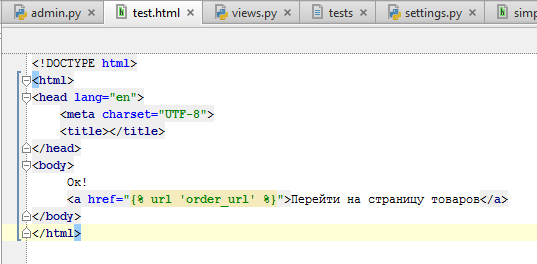 admin.py test.html views.py tests settings.py simp
<!DOCTYPE html>
<html>
<head lang="en">
<meta charset="UTF-8">
<title></title>
</head>
<body>
Ок!
<a href="{% url 'order_url' %}">Перейти на страницу товаров</a>
</body>
</html>